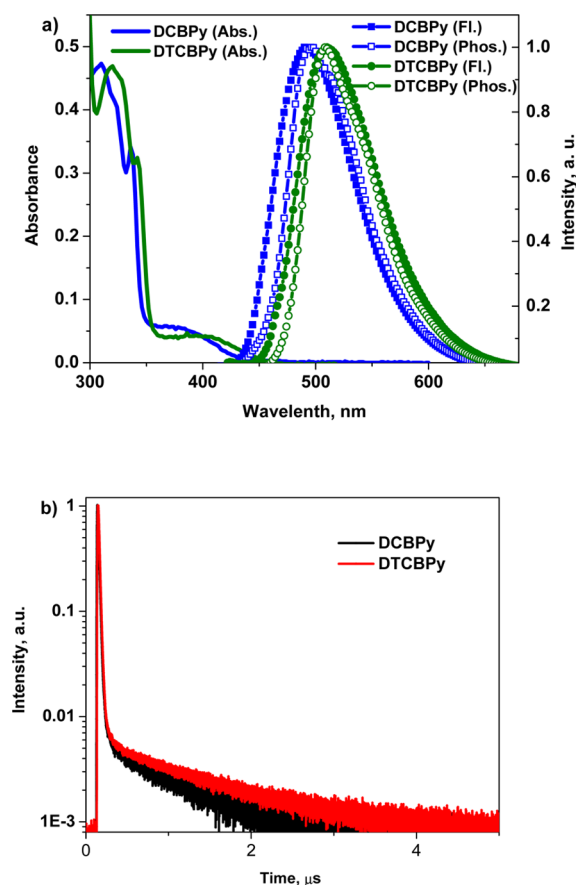 a)
DCBPy (Abs.)
DTCBPy (Abs.)
DCBPy (Fl.)
DCBPy (Phos.)
DTCBPy (Fl.)
DTCBPy (Phos.)
Absorbance
0.5
0.4
0.3
0.2
0.1
0.0
Intensity, a. u.
1.0
0.8
0.6
0.4
0.2
300
400
500
600
Wavelenth, nm
b)
DCBPy
DTCBPy
Intensity, a.u.
1
0.1
0.01
1E-3
0
2
4
Time, μs